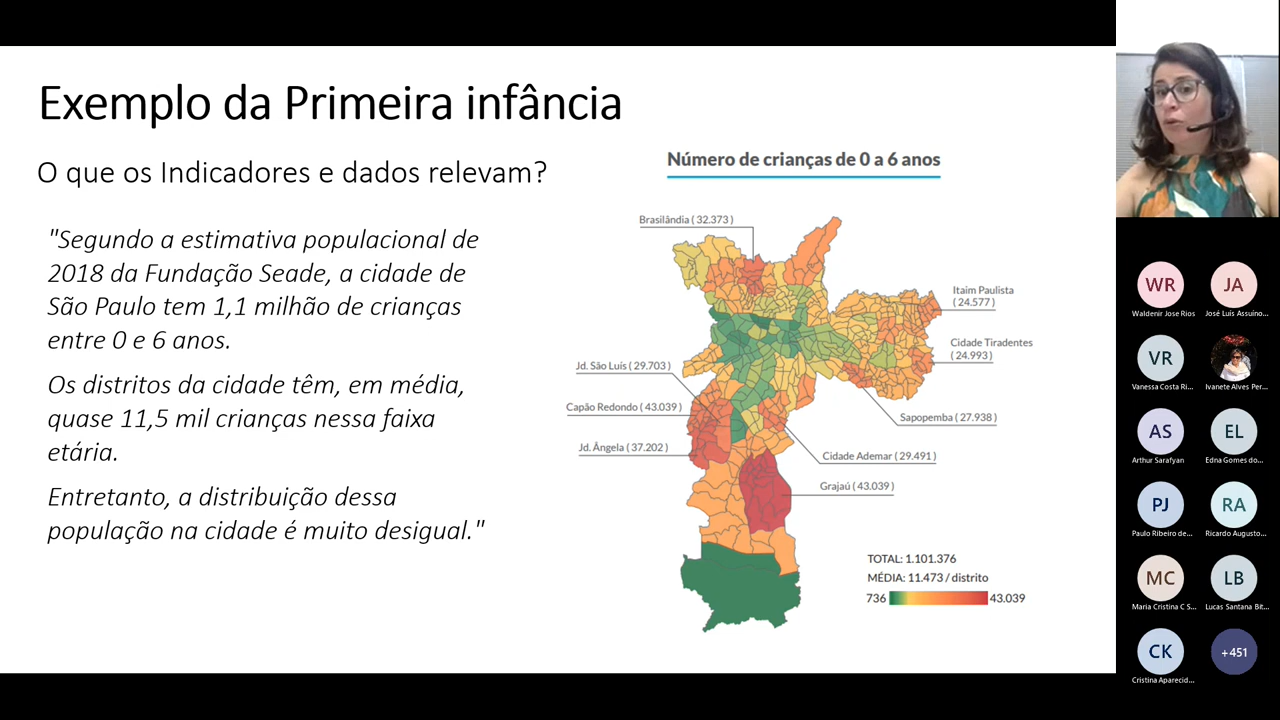 Exemplo da Primeira infância
O que os Indicadores e dados relevam?
"Segundo a estimativa populacional de
2018 da Fundação Seade, a cidade de
São Paulo tem 1,1 milhão de crianças
entre 0 e 6 anos.
Os distritos da cidade têm, em média,
quase 11,5 mil crianças nessa faixa
etária.
Entretanto, a distribuição dessa
população na cidade é muito desigual."
Número de crianças de 0 a 6 anos
Brasilândia ( 32.373 )
Itaim Paulista
( 24.577 )
Cidade Tiradentes
( 24.993 )
Jd. São Luís ( 29.703 )
Capão Redondo ( 43.039 )
Sapopemba ( 27.938 )
Jd. Ângela ( 37.202 )
Cidade Ademar ( 29.491 )
Grajaú ( 43.039 )
TOTAL: 1.101.376
MÉDIA: 11.473 / distrito
736
43.039
WR
JA
Waldenir Jose Rios
José Luís Assuíno...
VR
Vanessa Costa Ri...
Ivanete Alves Per...
AS
EL
Arthur Sarafyan
Edna Gomes do...
PJ
RA
Paulo Ribeiro de...
Ricardo Augusto...
MC
LB
Maria Cristina C S...
Lucas Santana Bit...
CK
+451
Cristina Aparecid...